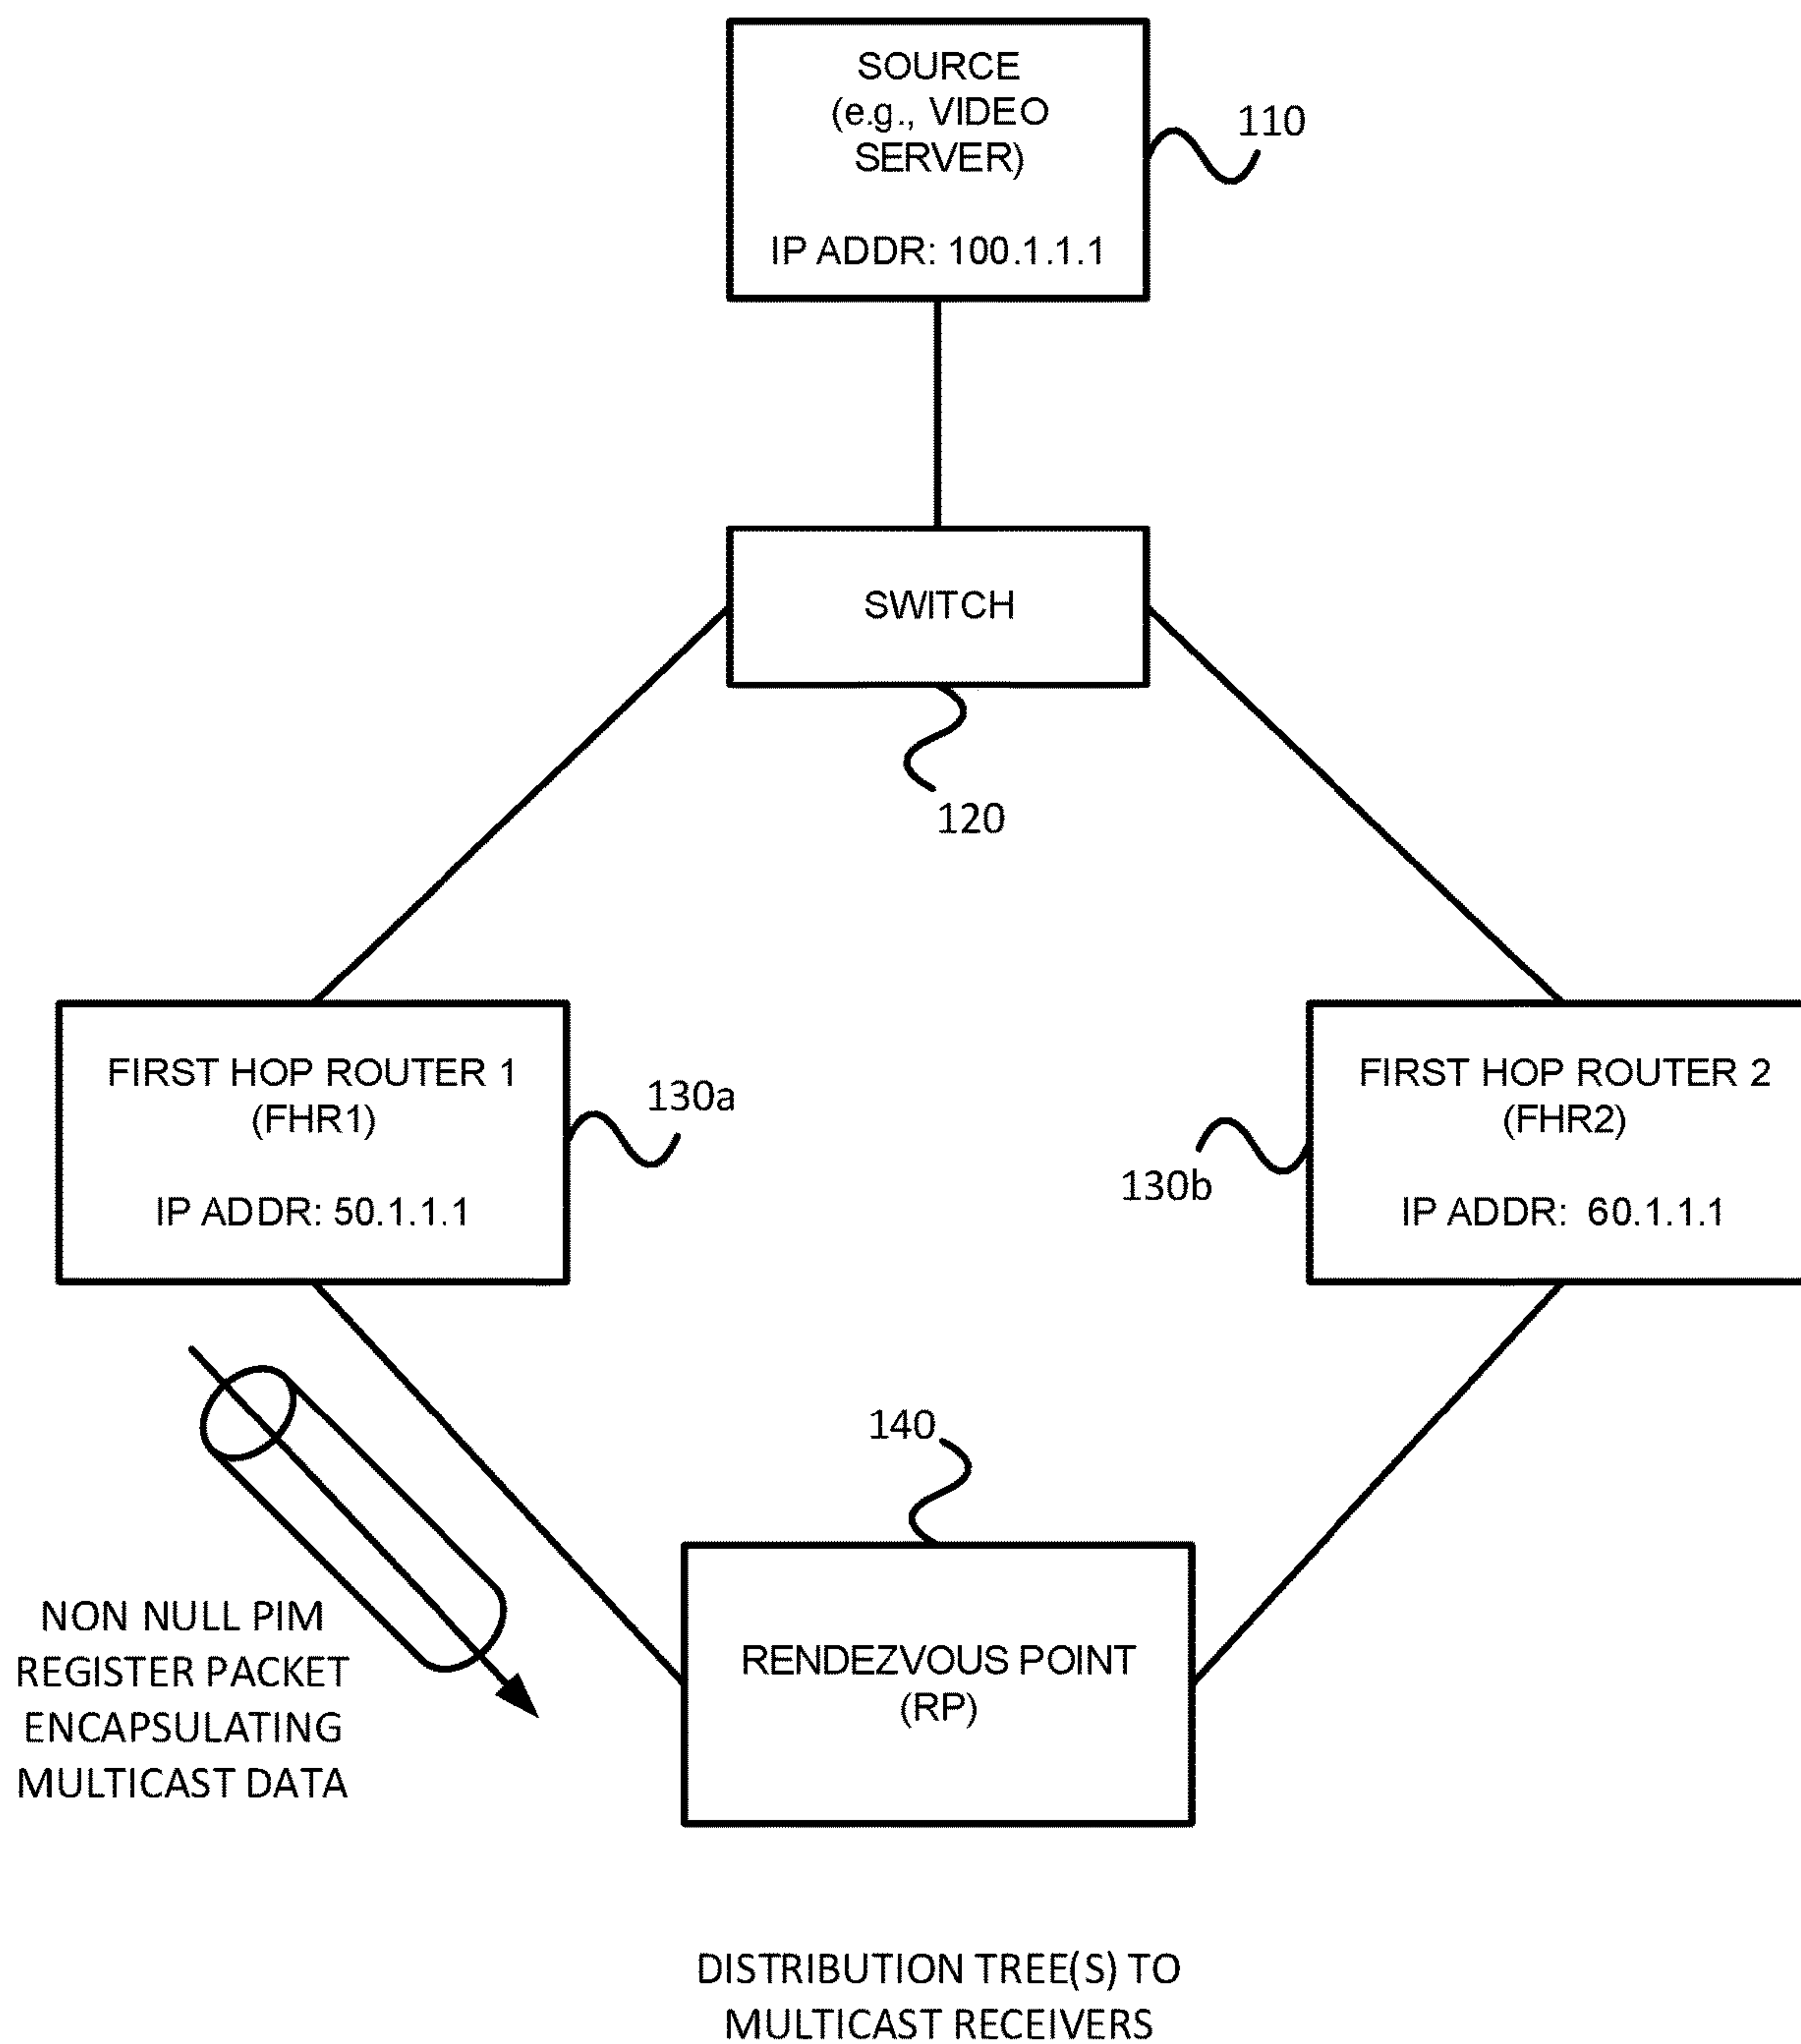 SOURCE
(e.g., VIDEO
SERVER)
IP ADDR: 100.1.1.1
110
SWITCH
120
FIRST HOP ROUTER 1
(FHR1)
IP ADDR: 50.1.1.1
130a
FIRST HOP ROUTER 2
(FHR2)
IP ADDR: 60.1.1.1
130b
140
NON NULL PIM
REGISTER PACKET
ENCAPSULATING
MULTICAST DATA
RENDEZVOUS POINT
(RP)
DISTRIBUTION TREE(S) TO
MULTICAST RECEIVERS